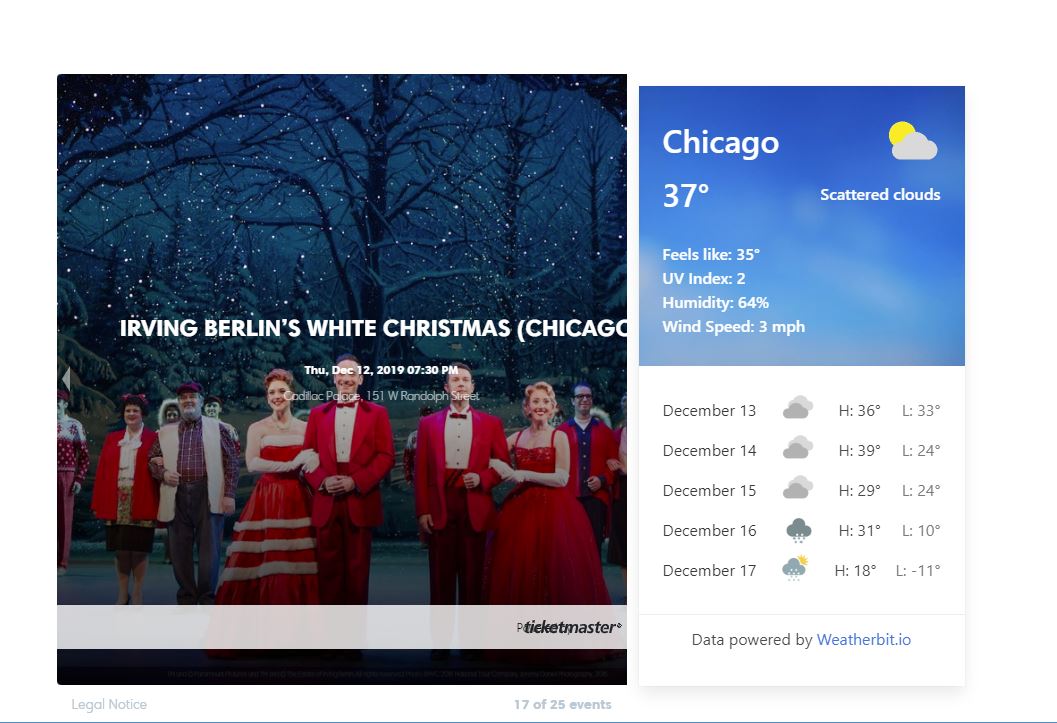 IRVING BERLIN'S WHITE CHRISTMAS (CHICAGO
Thu, Dec 12, 2019 07:30 PM
Cadillac Palace, 151 W Randolph Street
ticketmaster®
Legal Notice
17 of 25 events
Chicago
37°
Scattered clouds
Feels like: 35°
UV Index: 2
Humidity: 64%
Wind Speed: 3 mph
December 13 H: 36° L: 33°
December 14 H: 39° L: 24°
December 15 H: 29° L: 24°
December 16 H: 31° L: 10°
December 17 H: 18° L: -11°
Data powered by Weatherbit.io